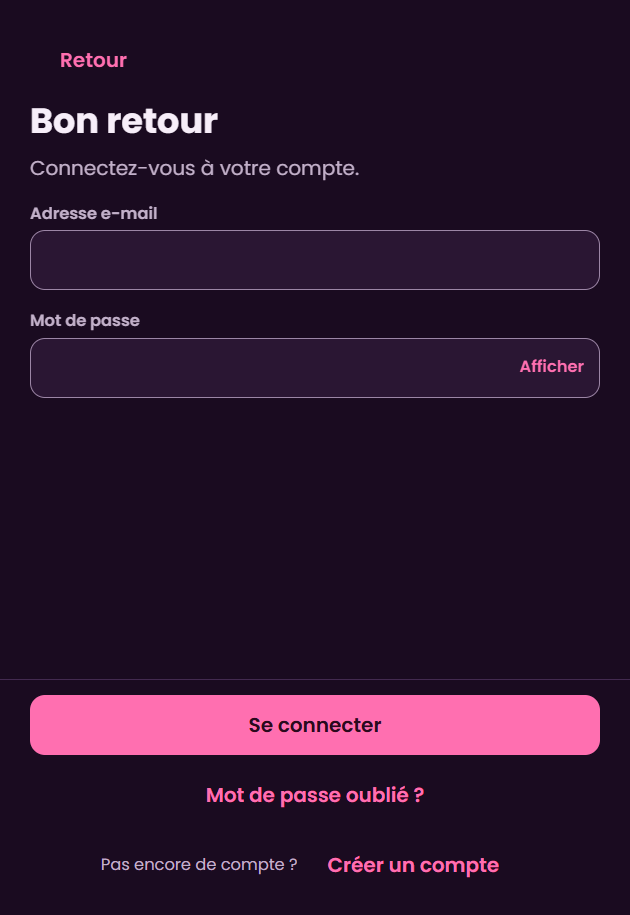 Retour
Bon retour
Connectez-vous à votre compte.
Adresse e-mail
Mot de passe
Afficher
Se connecter
Mot de passe oublié ?
Pas encore de compte ? Créer un compte